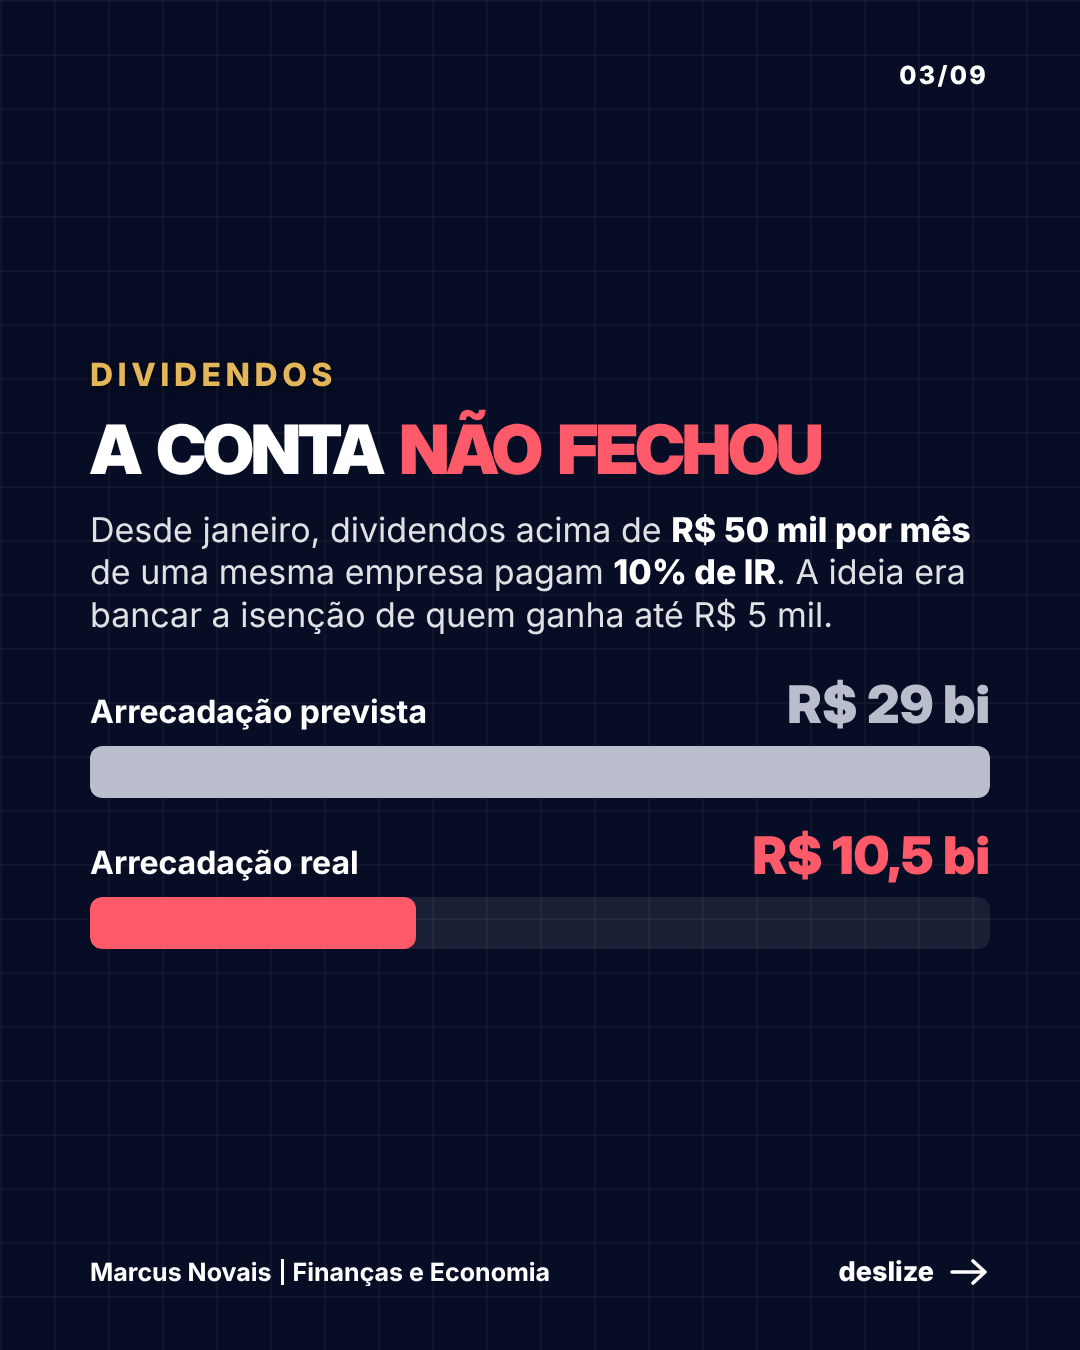 03/09
DIVIDENDOS
A CONTA NÃO FECHOU
Desde janeiro, dividendos acima de R$ 50 mil por mês
de uma mesma empresa pagam 10% de IR. A ideia era
bancar a isenção de quem ganha até R$ 5 mil.
Arrecadação prevista R$ 29 bi
Arrecadação real R$ 10,5 bi
Marcus Novais | Finanças e Economia deslize →